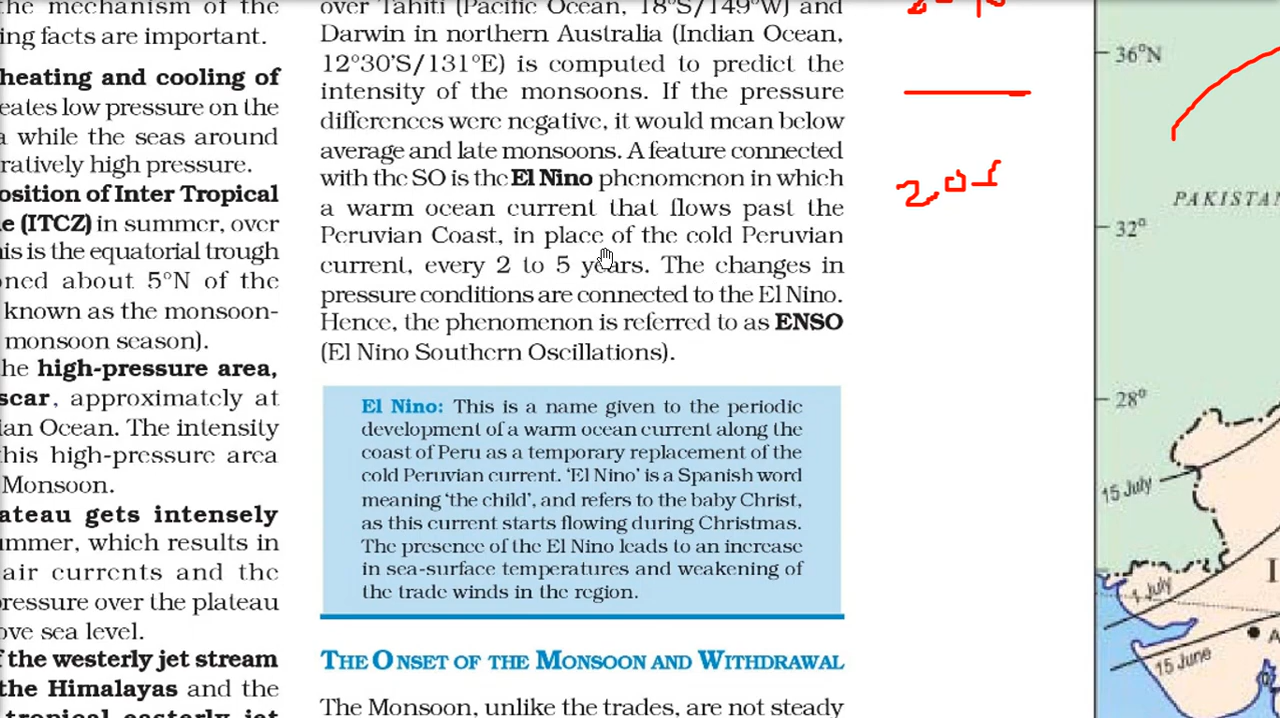 the mechanism of the
ing facts are important.
heating and cooling of
eates low pressure on the
a while the seas around
ratively high pressure.
osition of Inter Tropical
e (ITCZ) in summer, over
is is the equatorial trough
oned about 5°N of the
known as the monsoon-
monsoon season).
he high-pressure area,
scar, approximately at
ian Ocean. The intensity
this high-pressure area
Monsoon.
ateau gets intensely
ummer, which results in
air currents and the
pressure over the plateau
ove sea level.
f the westerly jet stream
the Himalayas and the
tropical easterly jet
over Tahiti (Pacific Ocean, 18°S/149°W) and
Darwin in northern Australia (Indian Ocean,
12°30'S/131°E) is computed to predict the
intensity of the monsoons. If the pressure
differences were negative, it would mean below
average and late monsoons. A feature connected
with the SO is the El Nino phenomenon in which
a warm ocean current that flows past the
Peruvian Coast, in place of the cold Peruvian
current, every 2 to 5 years. The changes in
pressure conditions are connected to the El Nino.
Hence, the phenomenon is referred to as ENSO
(El Nino Southern Oscillations).
El Nino: This is a name given to the periodic
development of a warm ocean current along the
coast of Peru as a temporary replacement of the
cold Peruvian current. 'El Nino' is a Spanish word
meaning 'the child', and refers to the baby Christ,
as this current starts flowing during Christmas.
The presence of the El Nino leads to an increase
in sea-surface temperatures and weakening of
the trade winds in the region.
THE ONSET OF THE MONSOON AND WITHDRAWAL
The Monsoon, unlike the trades, are not steady
36°N
PAKISTAN
32°
28°
15 July
1 July
15 June